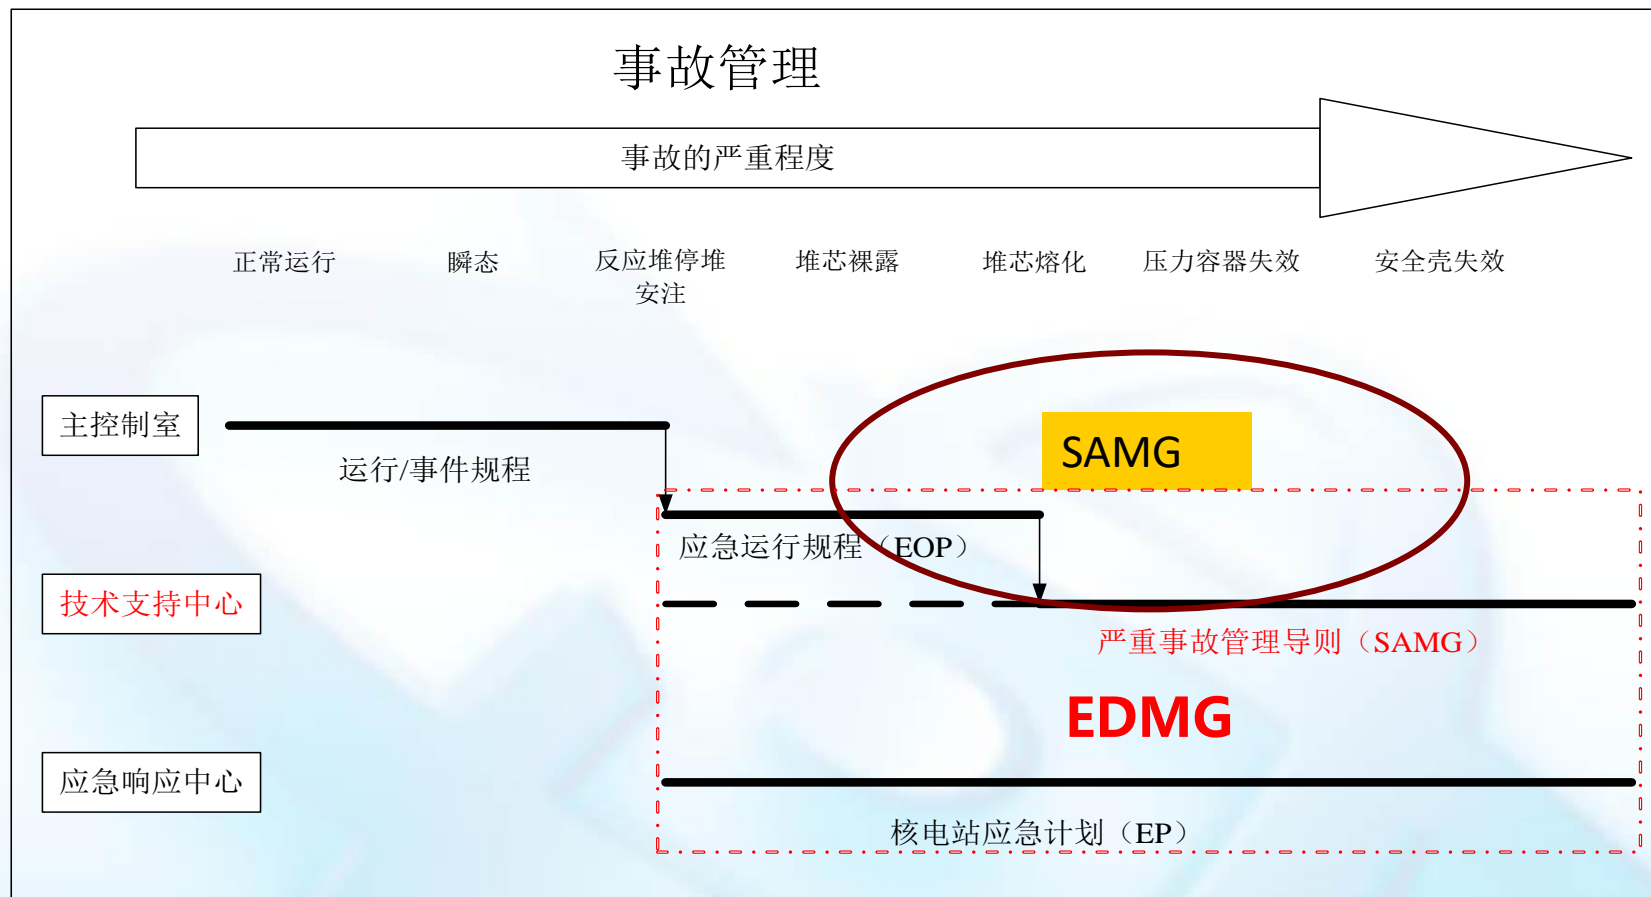 事故管理
事故的严重程度
正常运行
瞬态
反应堆停堆
安注
堆芯裸露
堆芯熔化
压力容器失效
安全壳失效
主控制室
运行/事件规程
SAMG
应急运行规程（EOP）
技术支持中心
严重事故管理导则（SAMG）
EDMG
应急响应中心
核电站应急计划（EP）